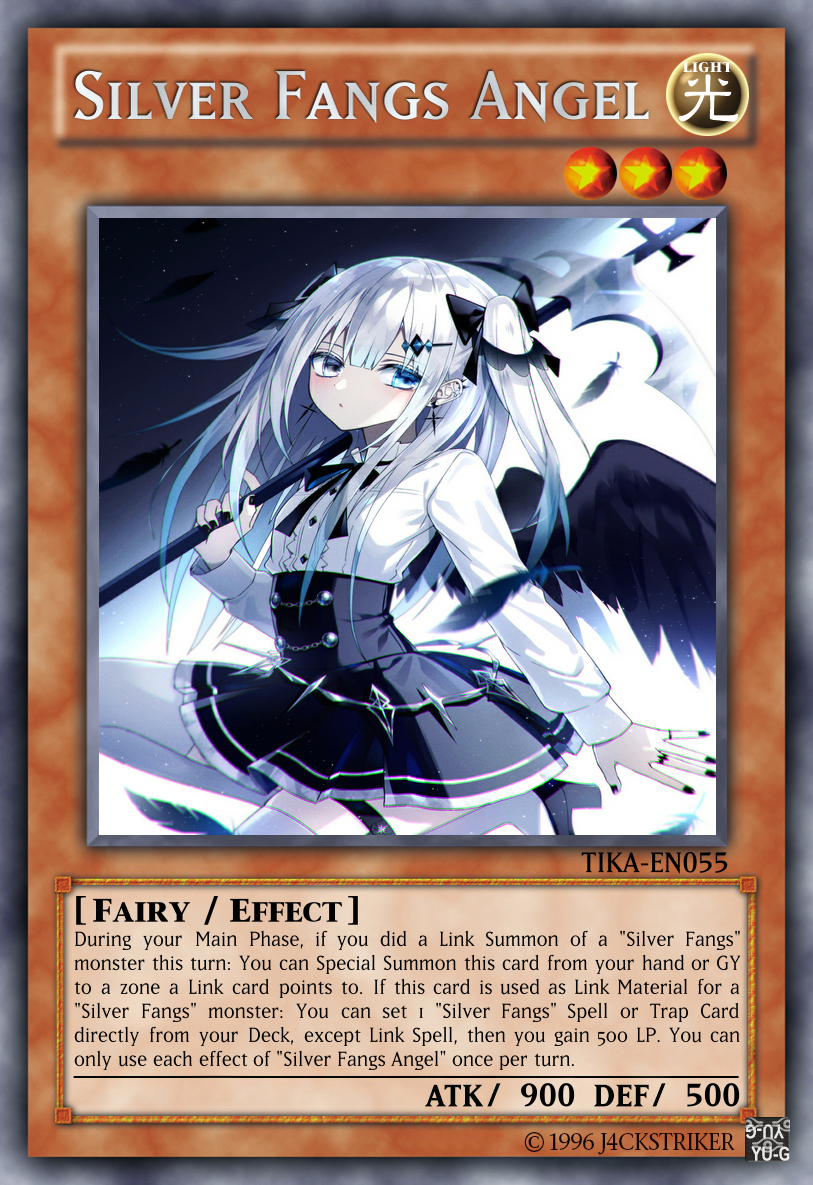 SILVER FANGS ANGEL
LIGHT
光
TIKA-EN055
[ FAIRY / EFFECT ]
During your Main Phase, if you did a Link Summon of a "Silver Fangs"
monster this turn: You can Special Summon this card from your hand or GY
to a zone a Link card points to. If this card is used as Link Material for a
"Silver Fangs" monster: You can set 1 "Silver Fangs" Spell or Trap Card
directly from your Deck, except Link Spell, then you gain 500 LP. You can
only use each effect of "Silver Fangs Angel" once per turn.
ATK/ 900 DEF/ 500
© 1996 J4CKSTRIKER
YU-G